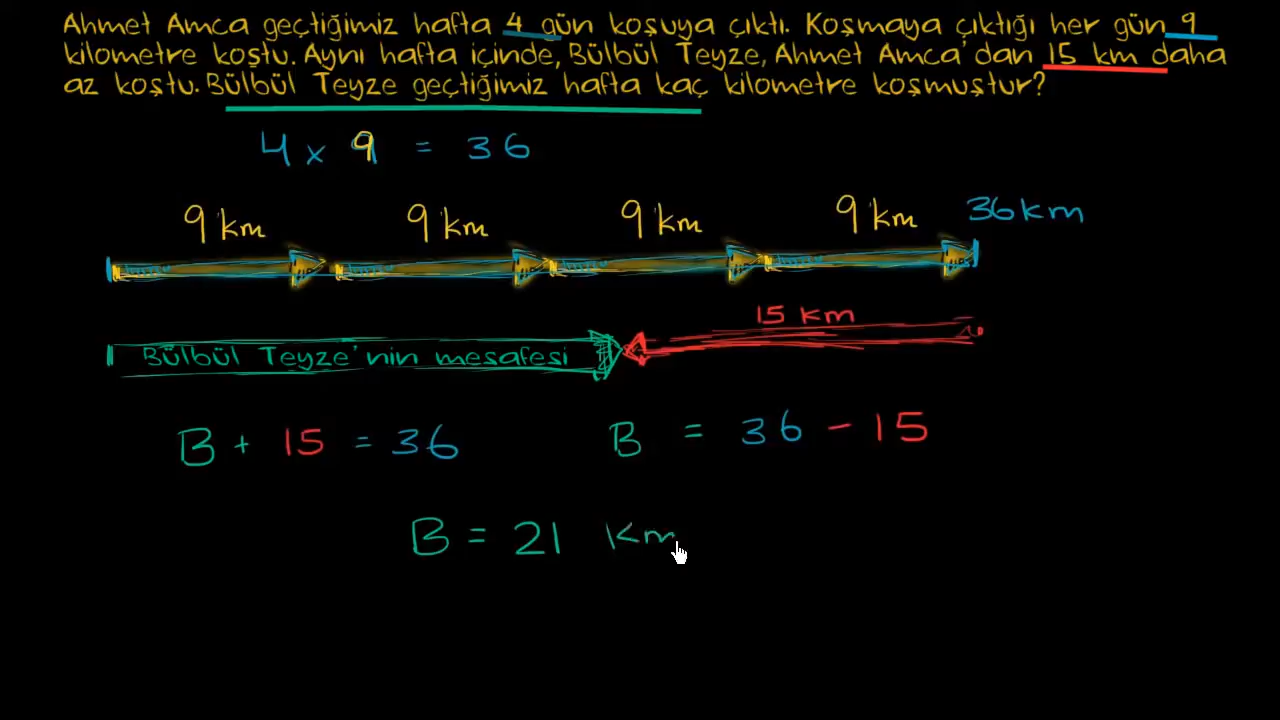 Ahmet Amca geçtiğimiz hafta 4 gün koşuya çıktı. Koşmaya çıktığı her gün 9
kilometre koştu. Aynı hafta içinde, Bülbül Teyze, Ahmet Amca'dan 15 km daha
az koştu. Bülbül Teyze geçtiğimiz hafta kaç kilometre koşmuştur?
4 x 9 = 36
9 km 9 km 9 km 9 km 36 km
15 km
Bülbül Teyze'nin mesafesi
B + 15 = 36 B = 36 - 15
B = 21 km